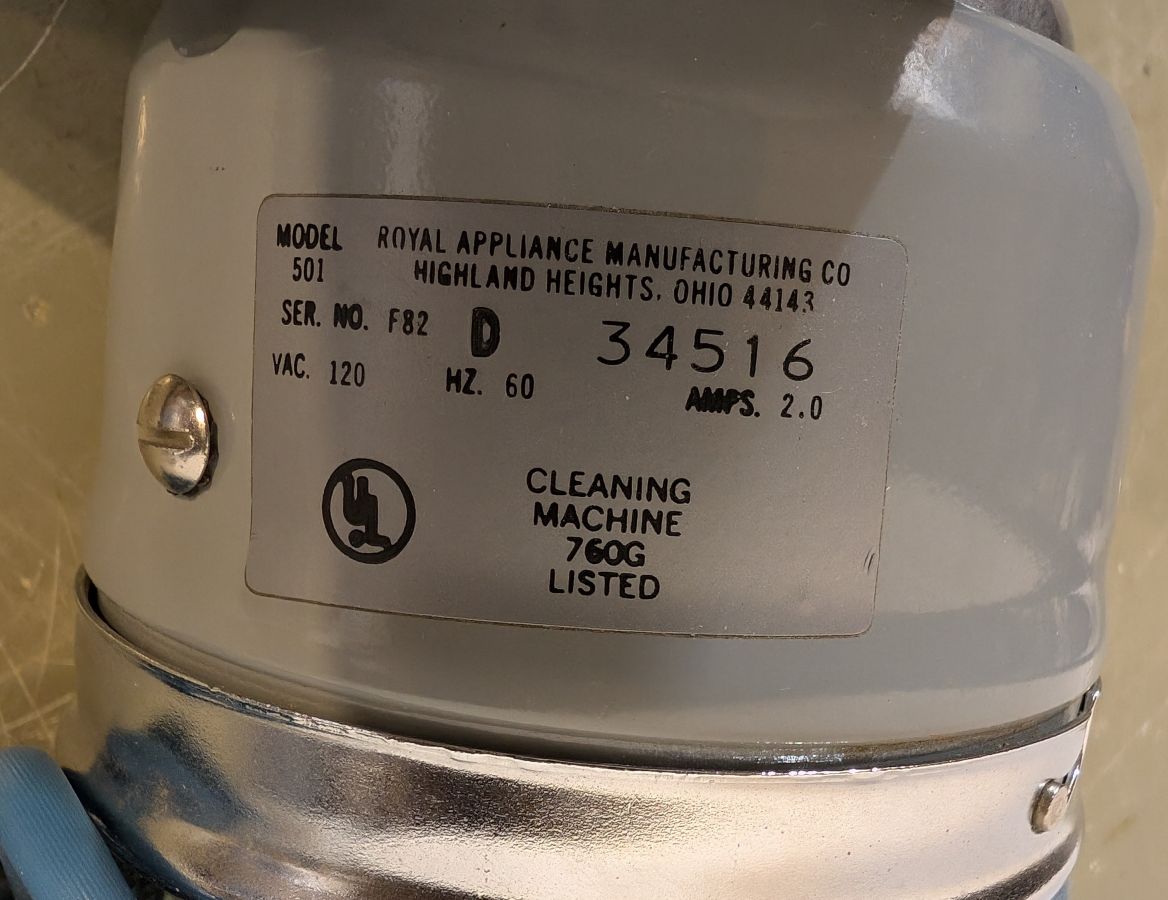 MODEL ROYAL APPLIANCE MANUFACTURING CO
501 HIGHLAND HEIGHTS, OHIO 44143
SER. NO. F82 D 34516
VAC. 120 HZ. 60 AMPS. 2.0
UL
CLEANING
MACHINE
760G
LISTED